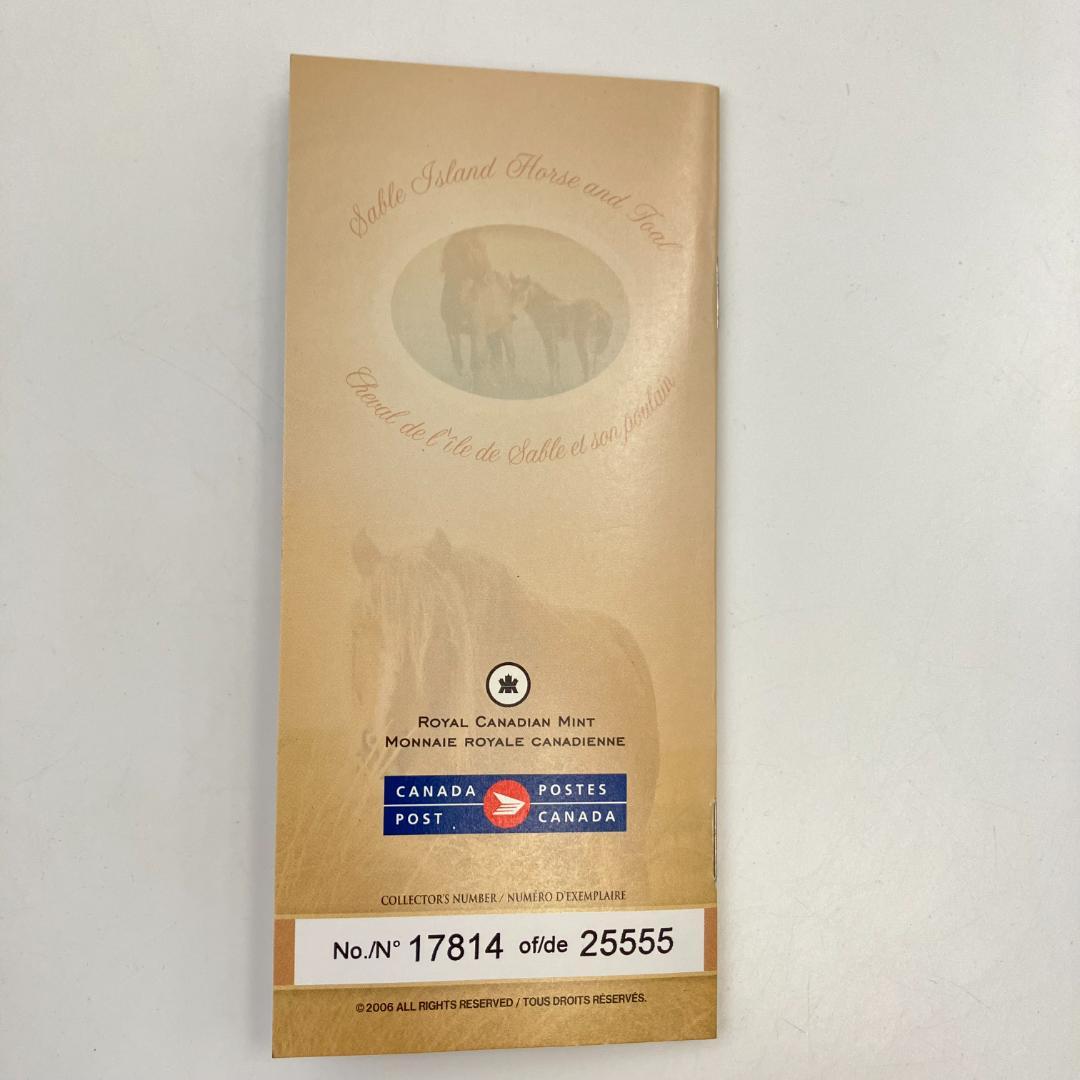 Sable Island Horse and Foal
Cheval de l'île de Sable et son poulain
ROYAL CANADIAN MINT
MONNAIE ROYALE CANADIENNE
CANADA POSTES
POST CANADA
COLLECTOR'S NUMBER / NUMÉRO D'EXEMPLAIRE
No./N° 17814 of/de 25555
© 2006 ALL RIGHTS RESERVED / TOUS DROITS RÉSERVÉS.